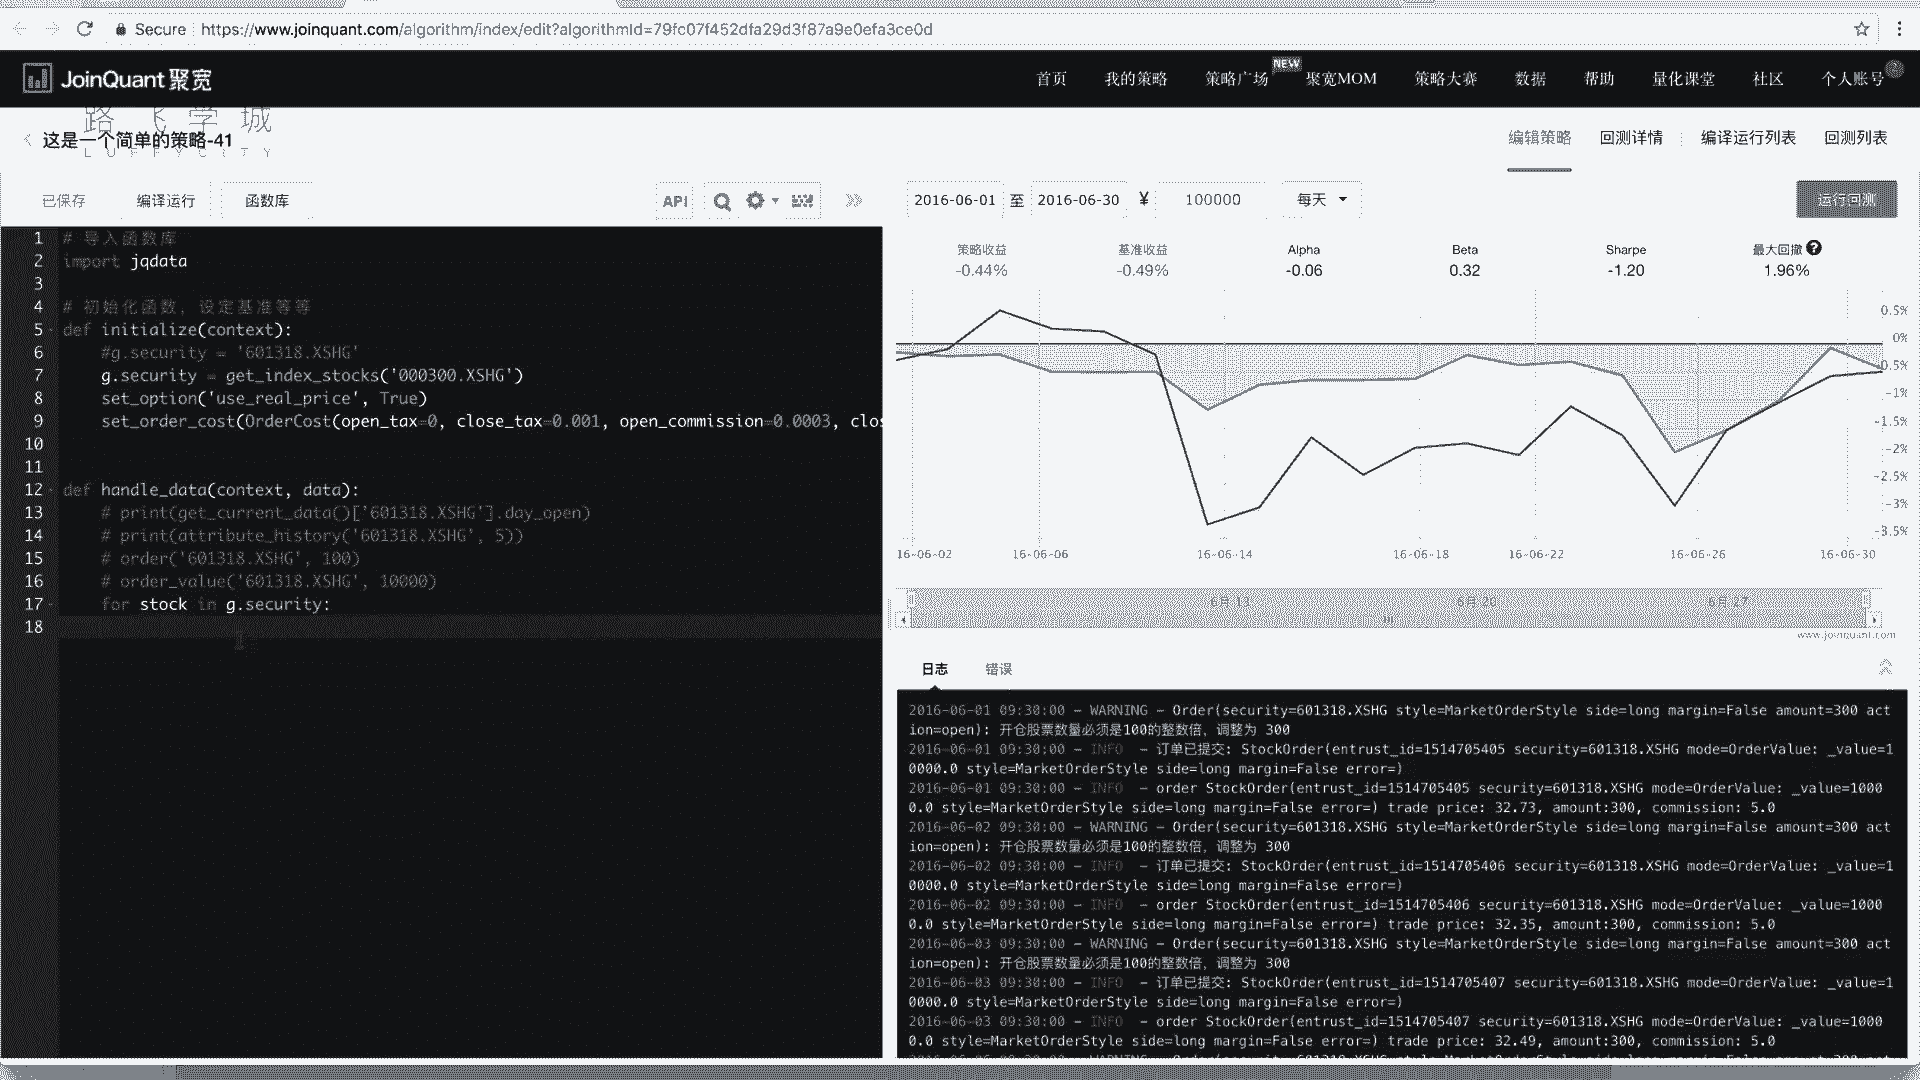 Secure https://www.joinquant.com/algorithm/index/edit?algorithmId=79fc07f452dfa29d3f87a9e0efa3ce0d
JoinQuant 聚宽
首页 我的策略 策略广场 NEW 聚宽MOM 策略大赛 数据 帮助 量化课堂 社区 个人账号
路飞学城
LUFFYCITY
这是一个简单的策略-41
编辑策略 回测详情 编译运行列表 回测列表
已保存 编译运行 函数库 API
2016-06-01 至 2016-06-30 ¥ 100000 每天 运行回测
1 # 导入函数库
2 import jqdata
3
4 # 初始化函数，设定基准等等
5 def initialize(context):
6 #g.security = '601318.XSHG'
7 g.security = get_index_stocks('000300.XSHG')
8 set_option('use_real_price', True)
9 set_order_cost(OrderCost(open_tax=0, close_tax=0.001, open_commission=0.0003, clos
10
11
12 def handle_data(context, data):
13 # print(get_current_data()['601318.XSHG'].day_open)
14 # print(attribute_history('601318.XSHG', 5))
15 # order('601318.XSHG', 100)
16 # order_value('601318.XSHG', 10000)
17 for stock in g.security:
18
策略收益 基准收益 Alpha Beta Sharpe 最大回撤
-0.44% -0.49% -0.06 0.32 -1.20 1.96%
0.5%
0%
-0.5%
-1%
-1.5%
-2%
-2.5%
-3%
-3.5%
16-06-02 16-06-06 16-06-14 16-06-18 16-06-22 16-06-26 16-06-30
6月 13 6月 20 6月 27
www.joinquant.com
日志 错误
2016-06-01 09:30:00 - WARNING - Order(security=601318.XSHG style=MarketOrderStyle side=long margin=False amount=300 act
ion=open): 开仓股票数量必须是100的整数倍，调整为 300
2016-06-01 09:30:00 - INFO - 订单已提交: StockOrder(entrust_id=1514705405 security=601318.XSHG mode=OrderValue: _value=1
0000.0 style=MarketOrderStyle side=long margin=False error=)
2016-06-01 09:30:00 - INFO - order StockOrder(entrust_id=1514705405 security=601318.XSHG mode=OrderValue: _value=1000
0.0 style=MarketOrderStyle side=long margin=False error=) trade price: 32.73, amount:300, commission: 5.0
2016-06-02 09:30:00 - WARNING - Order(security=601318.XSHG style=MarketOrderStyle side=long margin=False amount=300 act
ion=open): 开仓股票数量必须是100的整数倍，调整为 300
2016-06-02 09:30:00 - INFO - 订单已提交: StockOrder(entrust_id=1514705406 security=601318.XSHG mode=OrderValue: _value=1
0000.0 style=MarketOrderStyle side=long margin=False error=)
2016-06-02 09:30:00 - INFO - order StockOrder(entrust_id=1514705406 security=601318.XSHG mode=OrderValue: _value=1000
0.0 style=MarketOrderStyle side=long margin=False error=) trade price: 32.35, amount:300, commission: 5.0
2016-06-03 09:30:00 - WARNING - Order(security=601318.XSHG style=MarketOrderStyle side=long margin=False amount=300 act
ion=open): 开仓股票数量必须是100的整数倍，调整为 300
2016-06-03 09:30:00 - INFO - 订单已提交: StockOrder(entrust_id=1514705407 security=601318.XSHG mode=OrderValue: _value=1
0000.0 style=MarketOrderStyle side=long margin=False error=)
2016-06-03 09:30:00 - INFO - order StockOrder(entrust_id=1514705407 security=601318.XSHG mode=OrderValue: _value=1000
0.0 style=MarketOrderStyle side=long margin=False error=) trade price: 32.49, amount:300, commission: 5.0